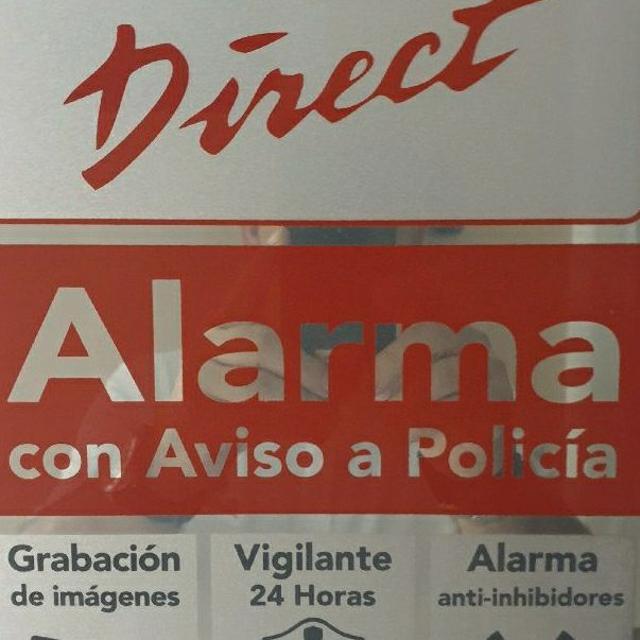 Direct
Alarma
con Aviso a Policía
Grabación
de imágenes
Vigilante
24 Horas
Alarma
anti-inhibidores